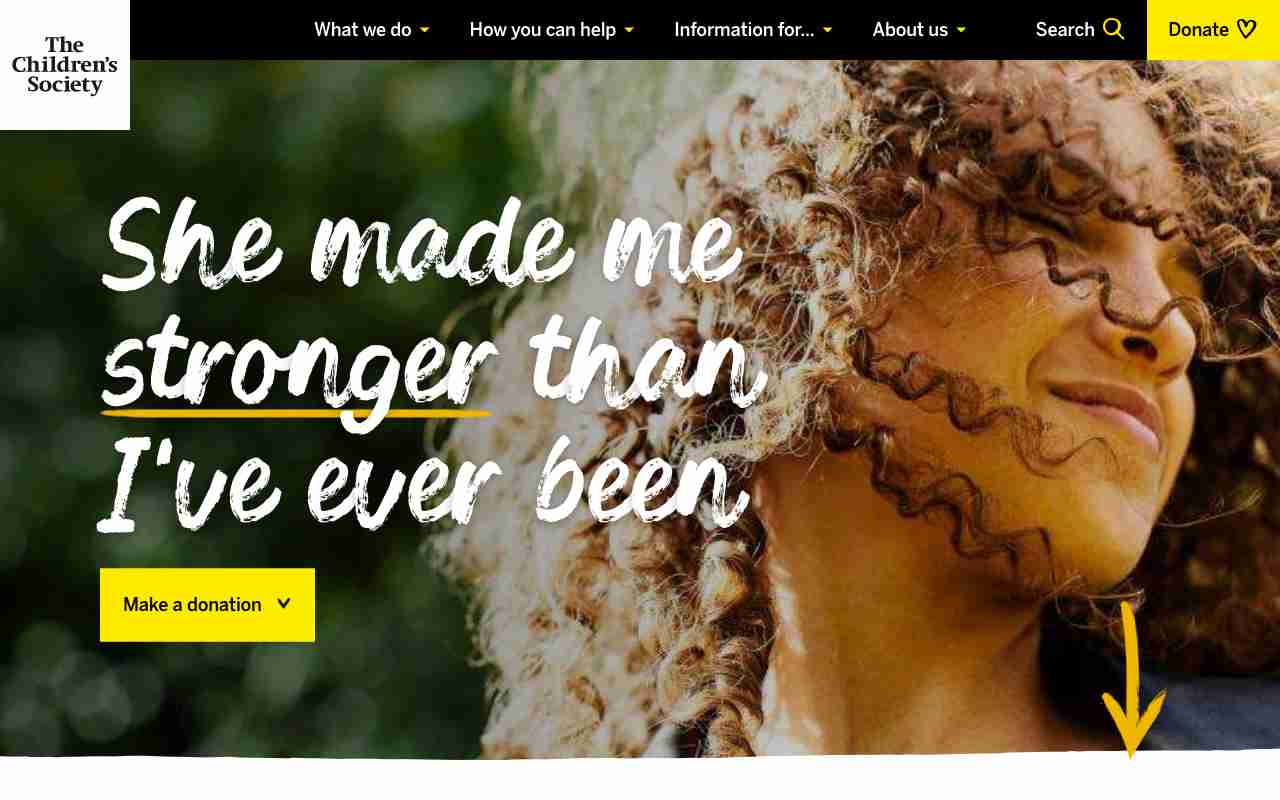 The
Children's
Society
What we do
How you can help
Information for...
About us
Search
Donate
She made me
stronger than
I've ever been
Make a donation